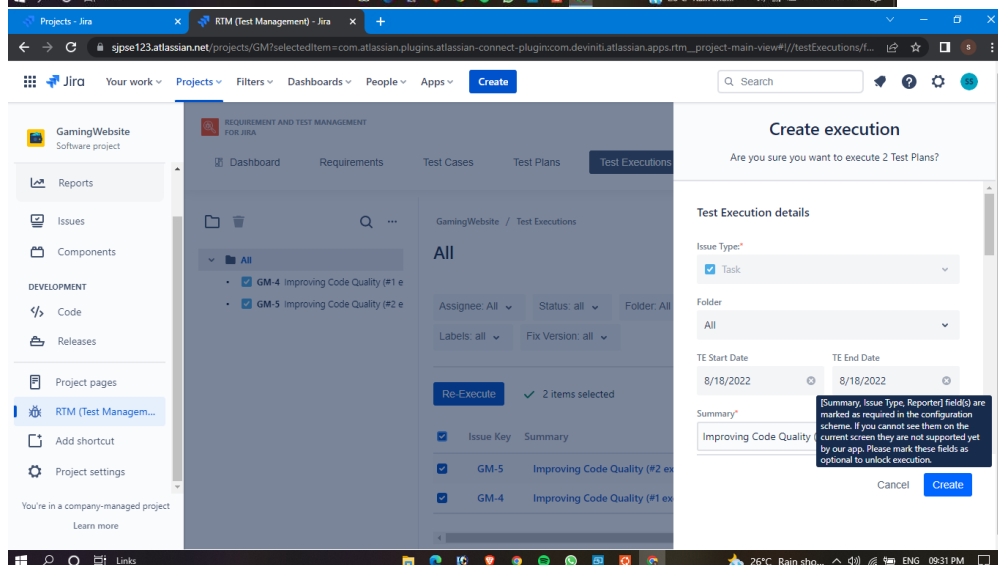 Projects - Jira
RTM (Test Management) - Jira
sjpse123.atlassian.net/projects/GM?selectedItem=com.atlassian.plugins.atlassian-connect-plugin:com.deviniti.atlassian.apps.rtm__project-main-view#!//testExecutions/f...
Jira Your work Projects Filters Dashboards People Apps Create Search SS
GamingWebsite
Software project
Reports
Issues
Components
DEVELOPMENT
Code
Releases
Project pages
RTM (Test Managem...
Add shortcut
Project settings
You're in a company-managed project
Learn more
REQUIREMENT AND TEST MANAGEMENT
FOR JIRA
Dashboard Requirements Test Cases Test Plans Test Executions
All
GM-4 Improving Code Quality (#1 e
GM-5 Improving Code Quality (#2 e
GamingWebsite / Test Executions
All
Assignee: All Status: all Folder: All
Labels: all Fix Version: all
Re-Execute 2 items selected
Issue Key Summary
GM-5 Improving Code Quality (#2 ex
GM-4 Improving Code Quality (#1 ex
Create execution
Are you sure you want to execute 2 Test Plans?
Test Execution details
Issue Type:*
Task
Folder
All
TE Start Date TE End Date
8/18/2022 8/18/2022
Summary*
Improving Code Quality (
[Summary, Issue Type, Reporter] field(s) are
marked as required in the configuration
scheme. If you cannot see them on the
current screen they are not supported yet
by our app. Please mark these fields as
optional to unlock execution.
Cancel Create
Links 26°C Rain sho... ENG 09:31 PM